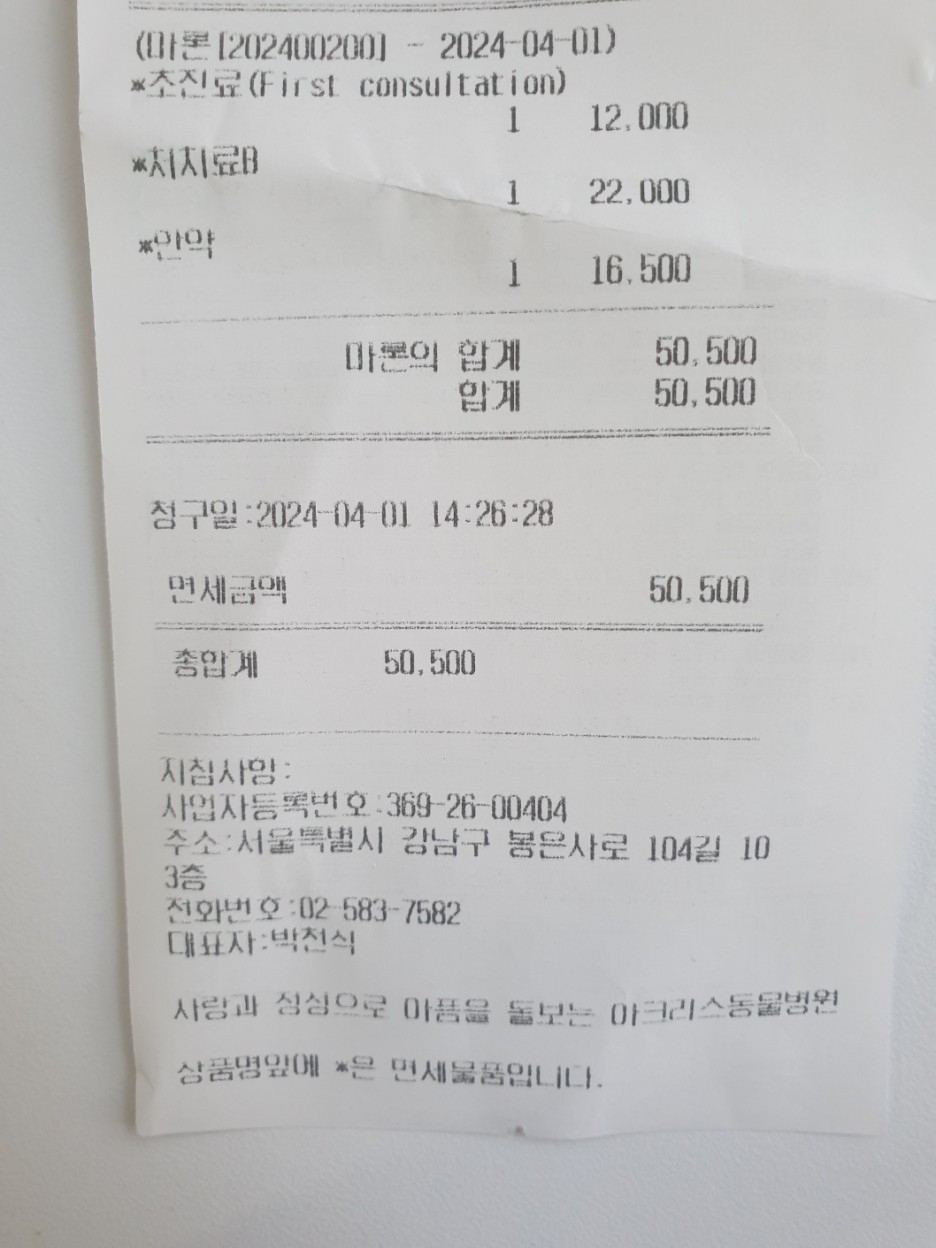 (마론[202400200] - 2024-04-01)
*초진료(First consultation)
1 12,000
*처치료B
1 22,000
*안약
1 16,500
마론의 합계 50,500
합계 50,500
청구일:2024-04-01 14:26:28
면세금액 50,500
총합계 50,500
지침사항:
사업자등록번호:369-26-00404
주소:서울특별시 강남구 봉은사로 104길 10
3층
전화번호:02-583-7582
대표자:박천식
사랑과 정성으로 아픔을 돌보는 아크리스동물병원
상품명앞에 *은 면세물품입니다.